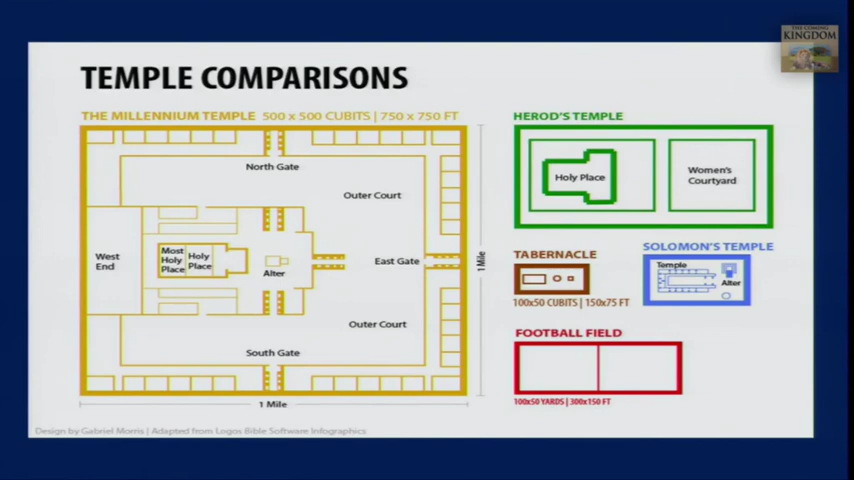 THE COMING
KINGDOM
TEMPLE COMPARISONS
THE MILLENNIUM TEMPLE 500 x 500 CUBITS | 750 x 750 FT
North Gate
Outer Court
West
End
Most
Holy
Place
Holy
Place
Alter
East Gate
Outer Court
South Gate
1 Mile
1 Mile
HEROD'S TEMPLE
Holy Place
Women's
Courtyard
TABERNACLE
100x50 CUBITS | 150x75 FT
SOLOMON'S TEMPLE
Temple
Alter
FOOTBALL FIELD
100x50 YARDS | 300x150 FT
Design by Gabriel Morris | Adapted from Logos Bible Software Infographics